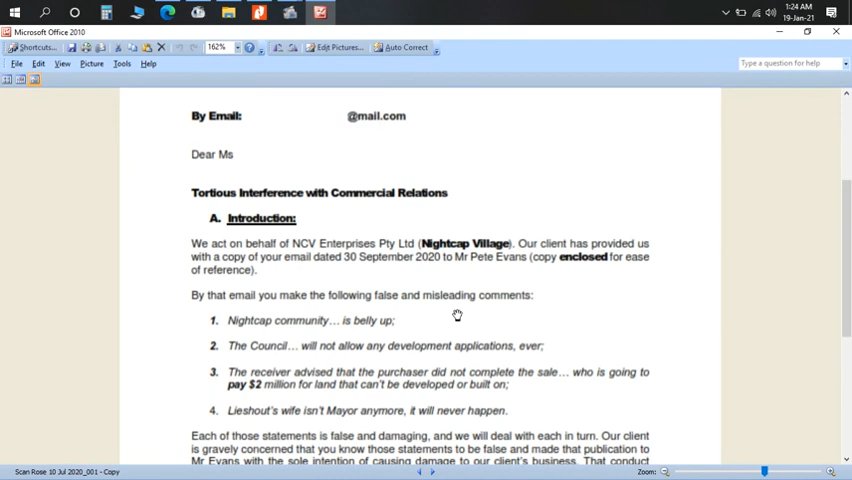 1:24 AM
19-Jan-21
Microsoft Office 2010
Shortcuts...
162%
Edit Pictures...
Auto Correct
File Edit View Picture Tools Help
Type a question for help
By Email: @mail.com
Dear Ms
Tortious Interference with Commercial Relations
A. Introduction:
We act on behalf of NCV Enterprises Pty Ltd (Nightcap Village). Our client has provided us
with a copy of your email dated 30 September 2020 to Mr Pete Evans (copy enclosed for ease
of reference).
By that email you make the following false and misleading comments:
1. Nightcap community… is belly up;
2. The Council… will not allow any development applications, ever;
3. The receiver advised that the purchaser did not complete the sale… who is going to
pay $2 million for land that can't be developed or built on;
4. Lieshout's wife isn't Mayor anymore, it will never happen.
Each of those statements is false and damaging, and we will deal with each in turn. Our client
is gravely concerned that you know those statements to be false and made that publication to
Mr Evans with the sole intention of causing damage to our client's business. That conduct
Scan Rose 10 Jul 2020_001 - Copy
Zoom: